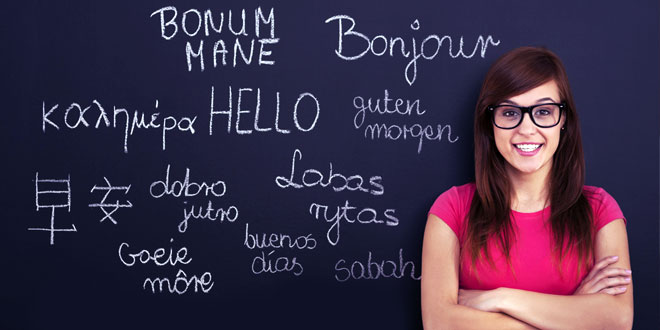 BONUM
MANE
Bonjour
καλημέρα
HELLO
guten
morgen
早安
dobro
jutro
Labas
rytas
Goeie
môre
buenos
días
sabah